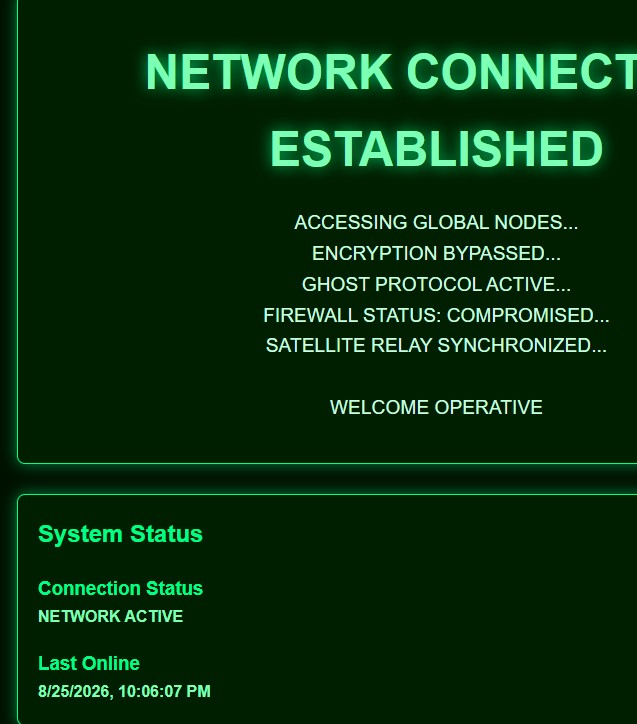 NETWORK CONNECT
ESTABLISHED
ACCESSING GLOBAL NODES...
ENCRYPTION BYPASSED...
GHOST PROTOCOL ACTIVE...
FIREWALL STATUS: COMPROMISED...
SATELLITE RELAY SYNCHRONIZED...
WELCOME OPERATIVE
System Status
Connection Status
NETWORK ACTIVE
Last Online
8/25/2026, 10:06:07 PM